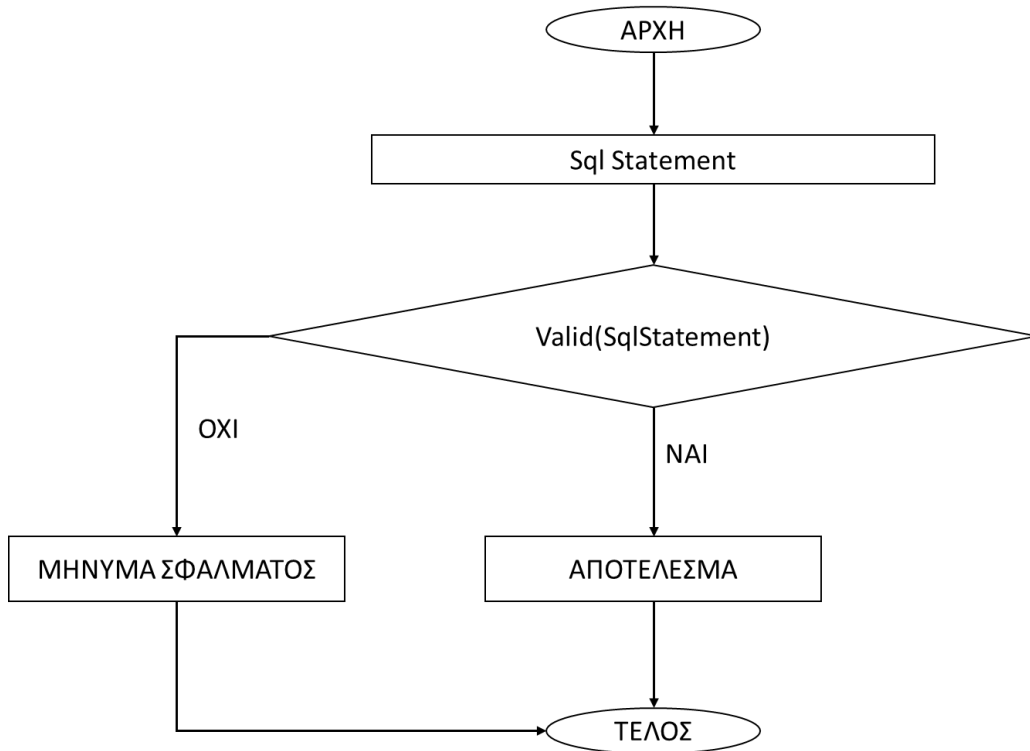 ΑΡΧΗ
Sql Statement
Valid(SqlStatement)
ΟΧΙ
ΝΑΙ
ΜΗΝΥΜΑ ΣΦΑΛΜΑΤΟΣ
ΑΠΟΤΕΛΕΣΜΑ
ΤΕΛΟΣ